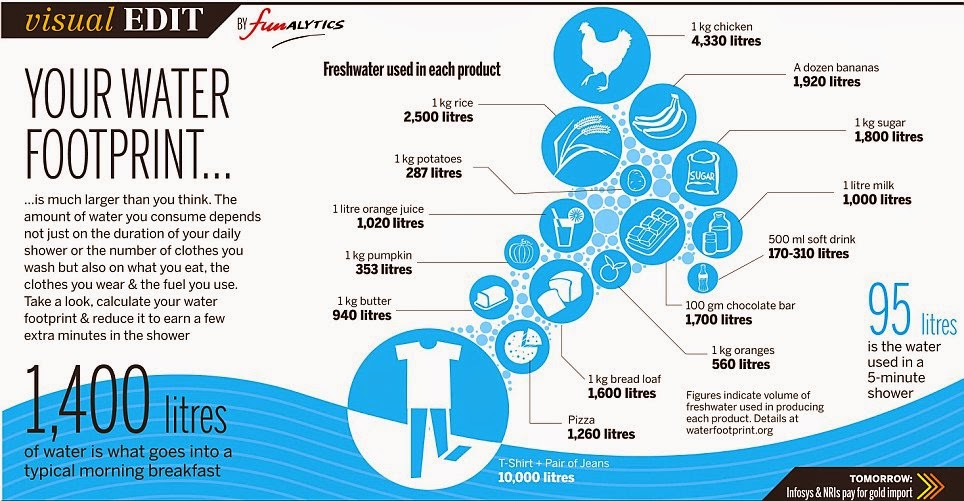 visual EDIT
BY funALYTICS
YOUR WATER
FOOTPRINT...
...is much larger than you think. The
amount of water you consume depends
not just on the duration of your daily
shower or the number of clothes you
wash but also on what you eat, the
clothes you wear & the fuel you use.
Take a look, calculate your water
footprint & reduce it to earn a few
extra minutes in the shower
1,400 litres
of water is what goes into a
typical morning breakfast
Freshwater used in each product
1 kg chicken
4,330 litres
A dozen bananas
1,920 litres
1 kg rice
2,500 litres
1 kg sugar
1,800 litres
SUGAR
1 kg potatoes
287 litres
1 litre milk
1,000 litres
1 litre orange juice
1,020 litres
500 ml soft drink
170-310 litres
1 kg pumpkin
353 litres
100 gm chocolate bar
1,700 litres
1 kg butter
940 litres
1 kg oranges
560 litres
1 kg bread loaf
1,600 litres
Pizza
1,260 litres
T-Shirt + Pair of Jeans
10,000 litres
95 litres
is the water
used in a
5-minute
shower
Figures indicate volume of
freshwater used in producing
each product. Details at
waterfootprint.org
TOMORROW:
Infosys & NRIs pay for gold import